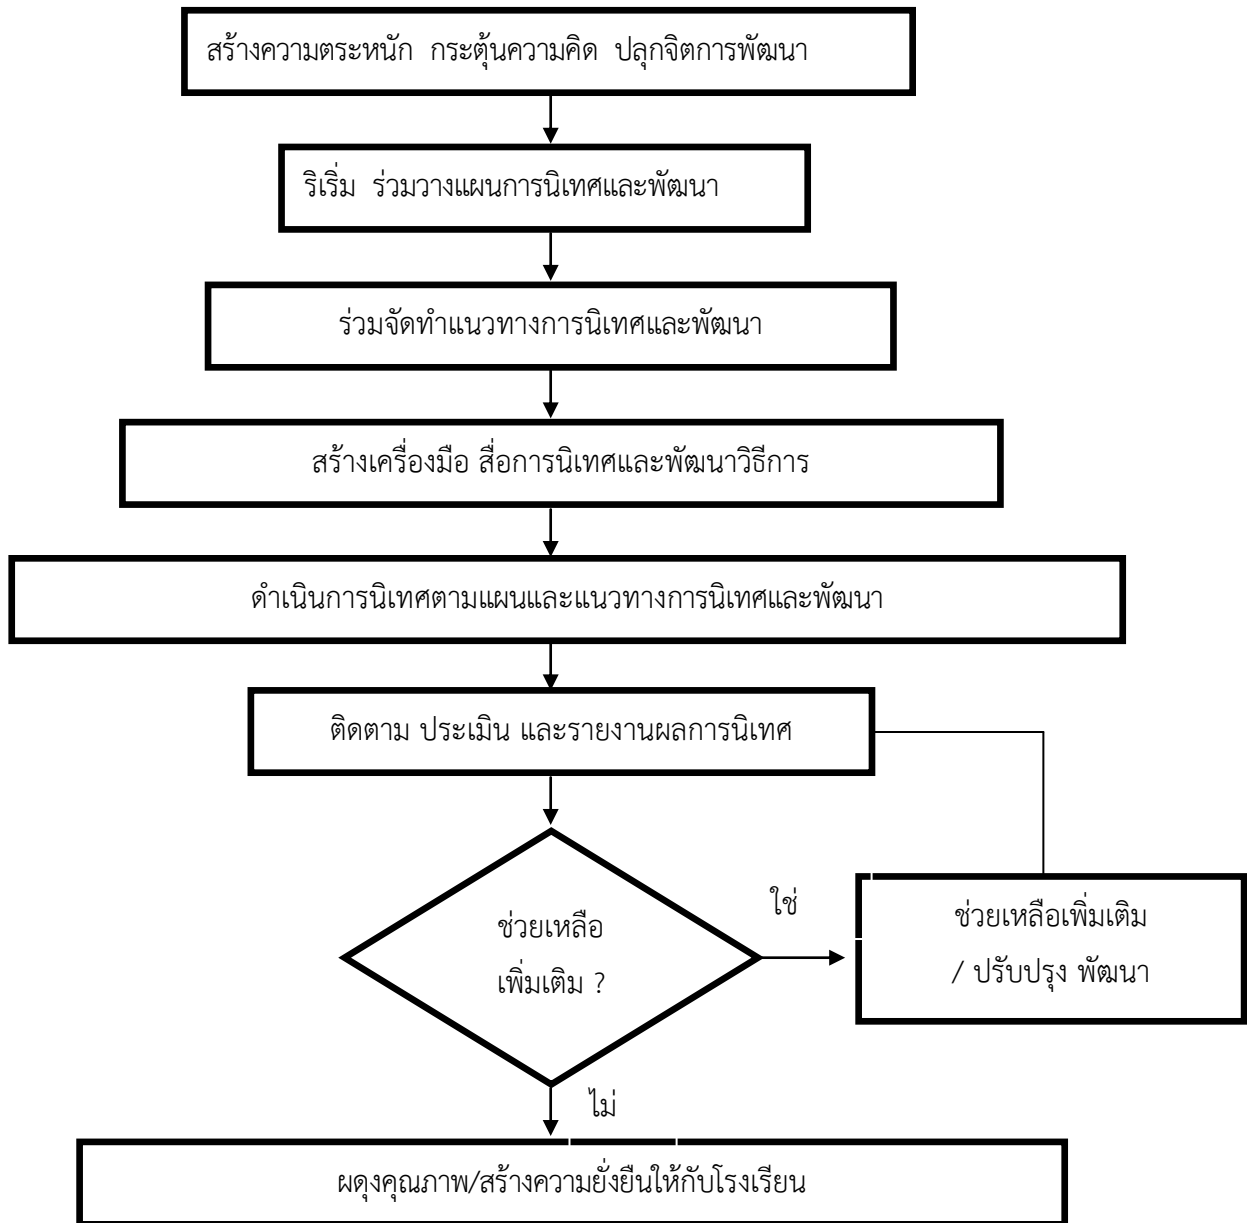 สร้างความตระหนัก กระตุ้นความคิด ปลุกจิตการพัฒนา
ริเริ่ม ร่วมวางแผนการนิเทศและพัฒนา
ร่วมจัดทำแนวทางการนิเทศและพัฒนา
สร้างเครื่องมือ สื่อการนิเทศและพัฒนาวิธีการ
ดำเนินการนิเทศตามแผนและแนวทางการนิเทศและพัฒนา
ติดตาม ประเมิน และรายงานผลการนิเทศ
ช่วยเหลือ
เพิ่มเติม ?
ใช่
ช่วยเหลือเพิ่มเติม
/ ปรับปรุง พัฒนา
ไม่
ผดุงคุณภาพ/สร้างความยั่งยืนให้กับโรงเรียน